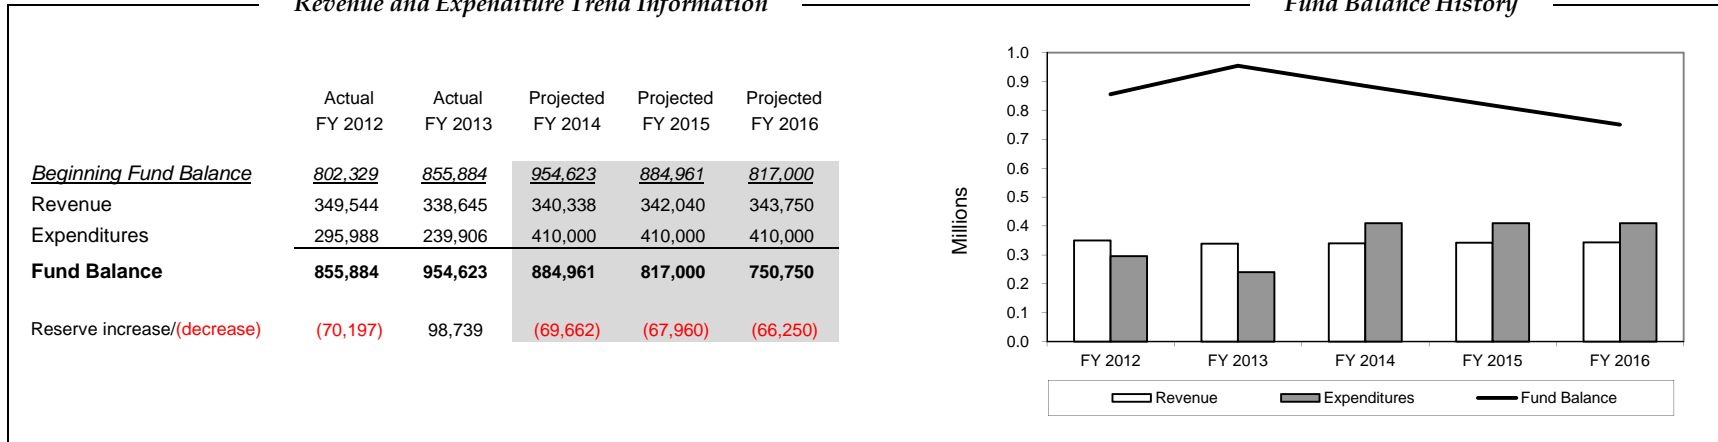 Revenue and Expenditure Trend Information
Fund Balance History
Actual Actual Projected Projected Projected
FY 2012 FY 2013 FY 2014 FY 2015 FY 2016
Beginning Fund Balance 802,329 855,884 954,623 884,961 817,000
Revenue 349,544 338,645 340,338 342,040 343,750
Expenditures 295,988 239,906 410,000 410,000 410,000
Fund Balance 855,884 954,623 884,961 817,000 750,750
Reserve increase/(decrease) (70,197) 98,739 (69,662) (67,960) (66,250)
Millions
1.0
0.9
0.8
0.7
0.6
0.5
0.4
0.3
0.2
0.1
0.0
FY 2012 FY 2013 FY 2014 FY 2015 FY 2016
Revenue Expenditures Fund Balance